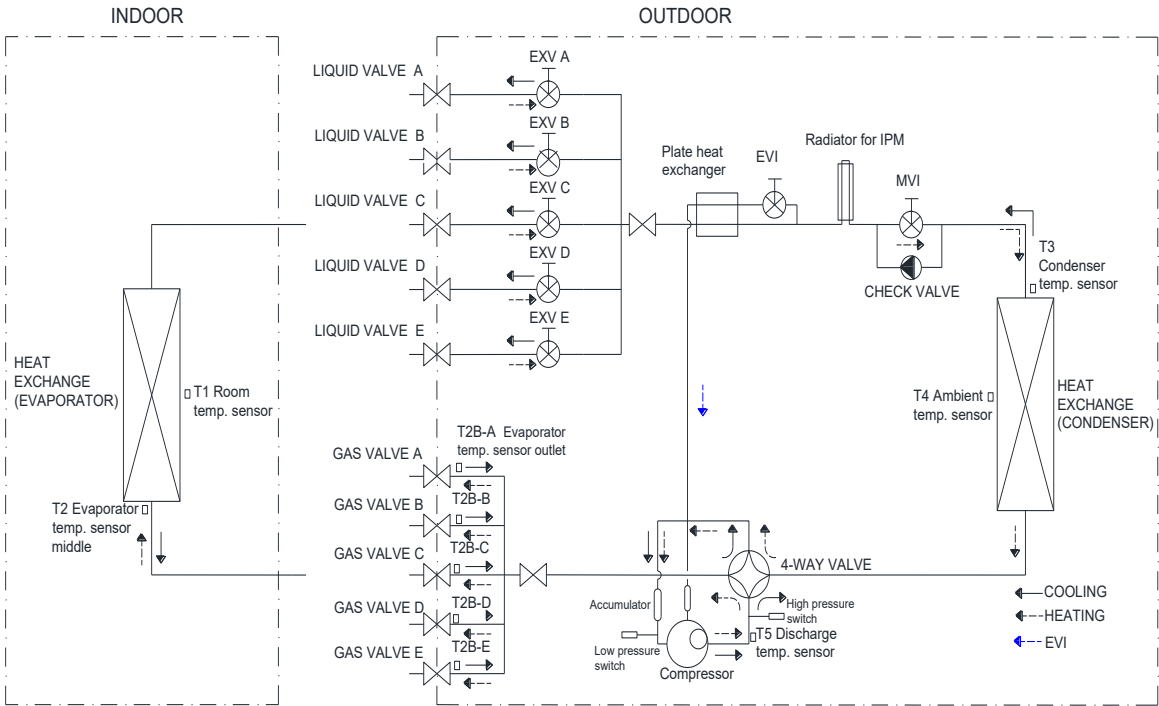 INDOOR
OUTDOOR
LIQUID VALVE A
EXV A
LIQUID VALVE B
EXV B
LIQUID VALVE C
EXV C
LIQUID VALVE D
EXV D
LIQUID VALVE E
EXV E
Plate heat
exchanger
EVI
Radiator for IPM
MVI
CHECK VALVE
T3
Condenser
temp. sensor
HEAT
EXCHANGE
(EVAPORATOR)
T1 Room
temp. sensor
T4 Ambient
temp. sensor
HEAT
EXCHANGE
(CONDENSER)
T2 Evaporator
temp. sensor
middle
GAS VALVE A
T2B-A Evaporator
temp. sensor outlet
GAS VALVE B
T2B-B
GAS VALVE C
T2B-C
GAS VALVE D
T2B-D
GAS VALVE E
T2B-E
4-WAY VALVE
Accumulator
High pressure
switch
Low pressure
switch
T5 Discharge
temp. sensor
Compressor
COOLING
HEATING
EVI